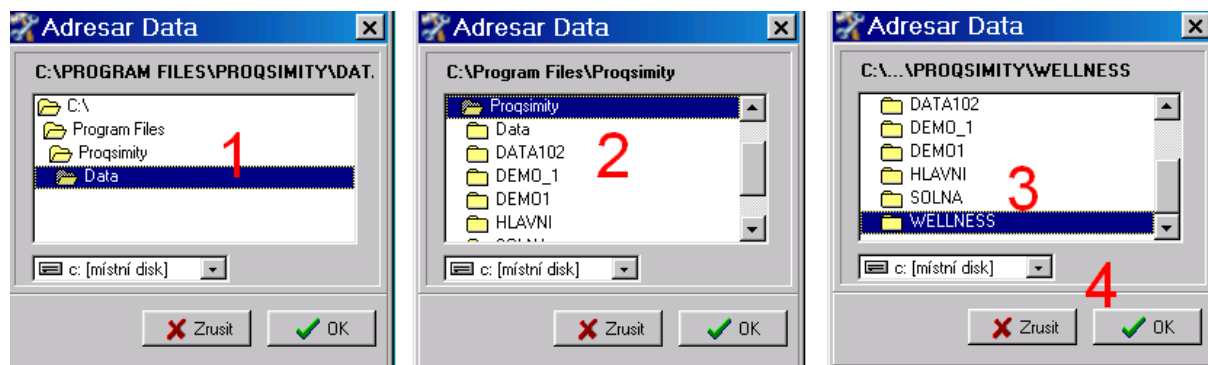 Adresar Data
C:\PROGRAM FILES\PROQSIMITY\DAT.
C:\
Program Files
Proqsimity
Data
1
c: [místní disk]
Zrusit
OK
Adresar Data
C:\Program Files\Proqsimity
Proqsimity
Data
DATA102
DEMO_1
DEMO1
HLAVNI
2
c: [místní disk]
Zrusit
OK
Adresar Data
C:\...\PROQSIMITY\WELLNESS
DATA102
DEMO_1
DEMO1
HLAVNI
SOLNA
WELLNESS
3
c: [místní disk]
4
Zrusit
OK